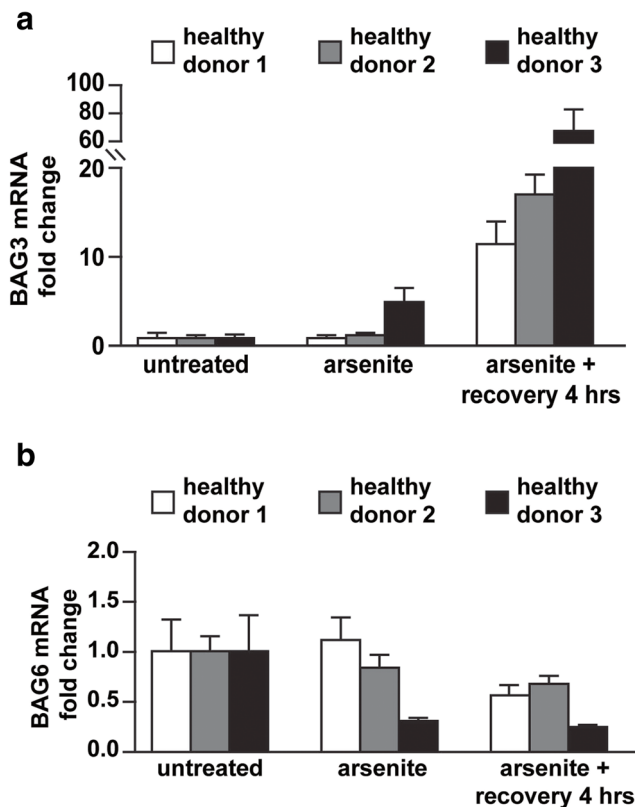 a
healthy donor 1
healthy donor 2
healthy donor 3
BAG3 mRNA
fold change
100
80
60
20
10
0
untreated
arsenite
arsenite +
recovery 4 hrs
b
healthy donor 1
healthy donor 2
healthy donor 3
BAG6 mRNA
fold change
2.0
1.5
1.0
0.5
0.0
untreated
arsenite
arsenite +
recovery 4 hrs